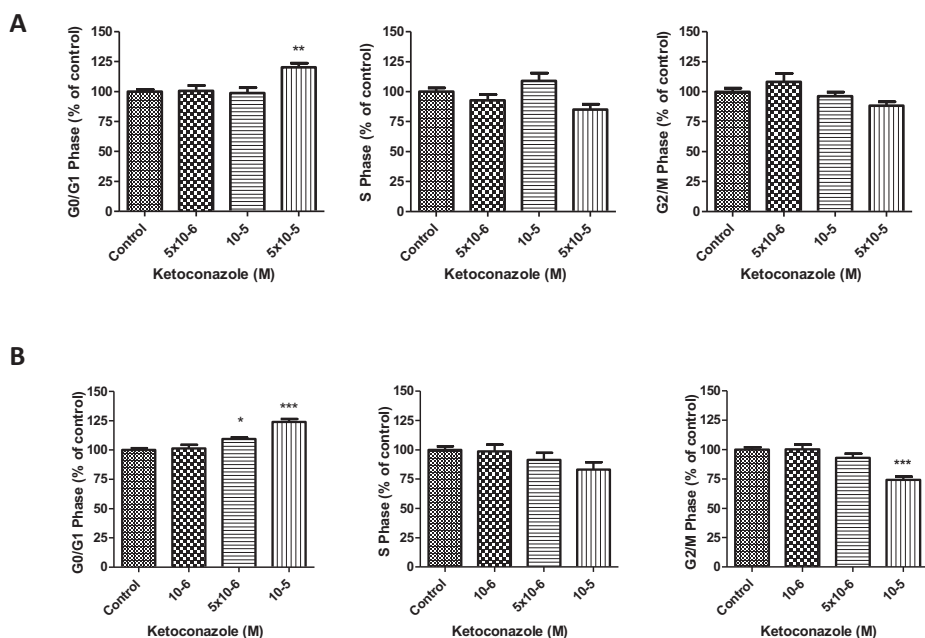 A
G0/G1 Phase (% of control)
150
125
100
75
50
25
0
**
Control
5x10-6
10-5
5x10-5
Ketoconazole (M)
S Phase (% of control)
150
125
100
75
50
25
0
Control
5x10-6
10-5
5x10-5
Ketoconazole (M)
G2/M Phase (% of control)
150
125
100
75
50
25
0
Control
5x10-6
10-5
5x10-5
Ketoconazole (M)
B
G0/G1 Phase (% of control)
150
125
100
75
50
25
0
*
***
Control
10-6
5x10-6
10-5
Ketoconazole (M)
S Phase (% of control)
150
125
100
75
50
25
0
Control
10-6
5x10-6
10-5
Ketoconazole (M)
G2/M Phase (% of control)
150
125
100
75
50
25
0
***
Control
10-6
5x10-6
10-5
Ketoconazole (M)